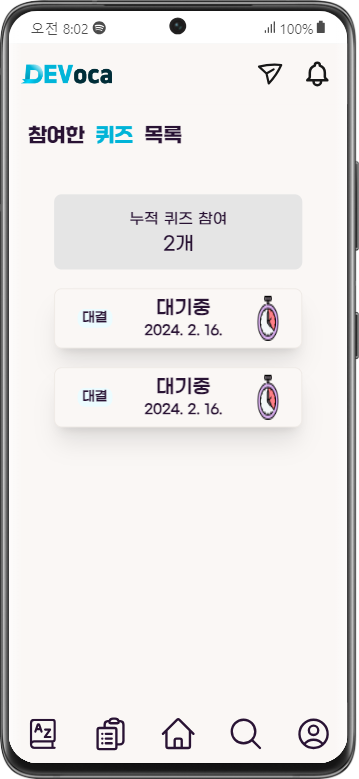 오전 8:02 100%
DEVoca
참여한 퀴즈 목록
누적 퀴즈 참여
2개
대결 대기중
2024. 2. 16.
대결 대기중
2024. 2. 16.
A Z